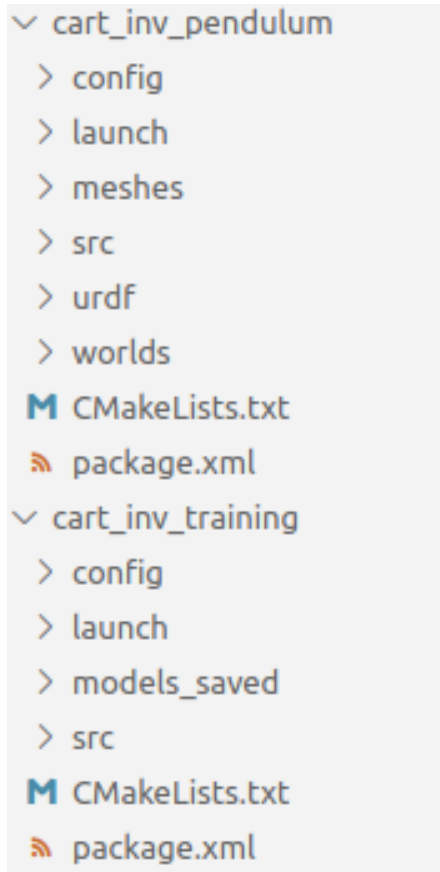 cart_inv_pendulum
config
launch
meshes
src
urdf
worlds
CMakeLists.txt
package.xml
cart_inv_training
config
launch
models_saved
src
CMakeLists.txt
package.xml